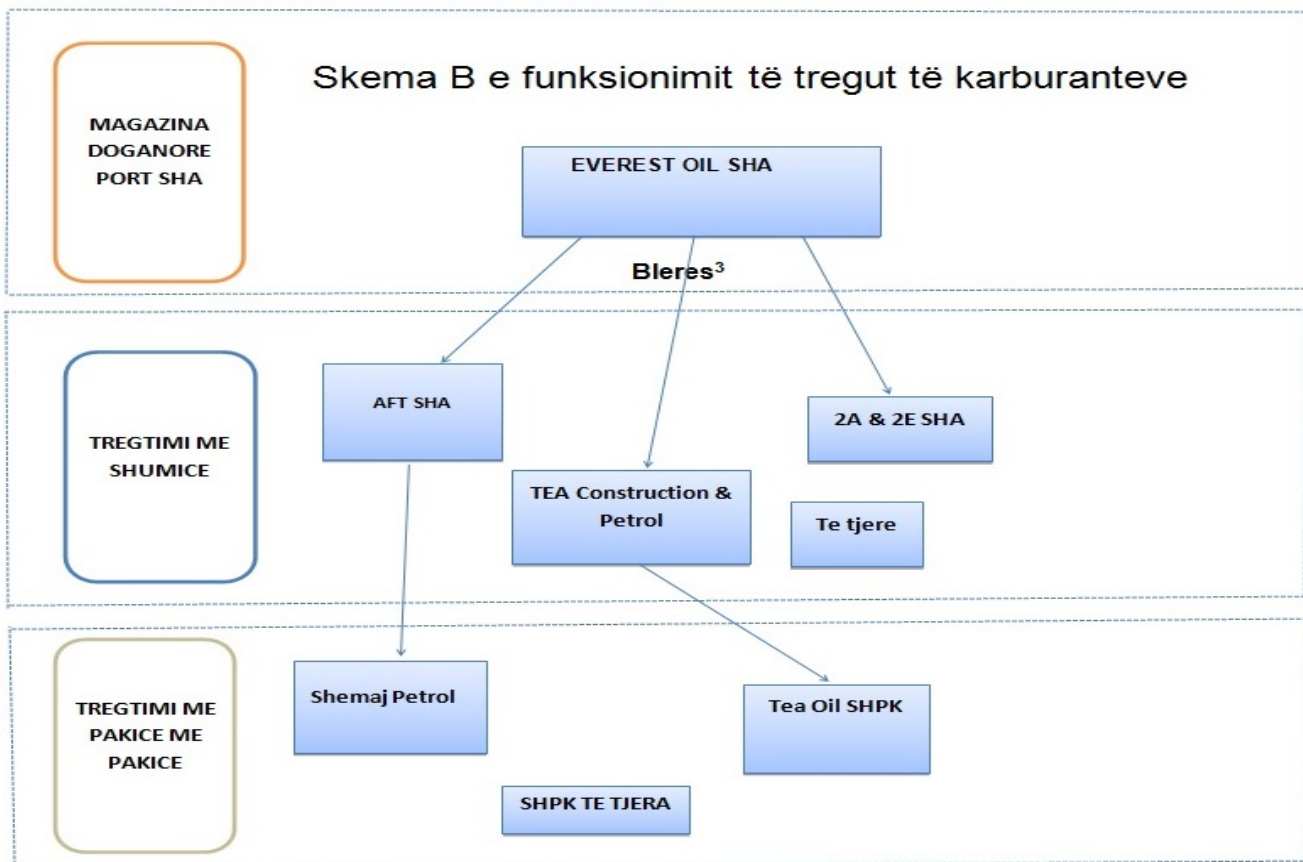 Skema B e funksionimit të tregut të karburanteve
MAGAZINA
DOGANORE
PORT SHA
EVEREST OIL SHA
Bleres³
TREGTIMI ME
SHUMICE
AFT SHA
2A & 2E SHA
TEA Construction &
Petrol
Te tjere
TREGTIMI ME
PAKICE ME
PAKICE
Shemaj Petrol
Tea Oil SHPK
SHPK TE TJERA